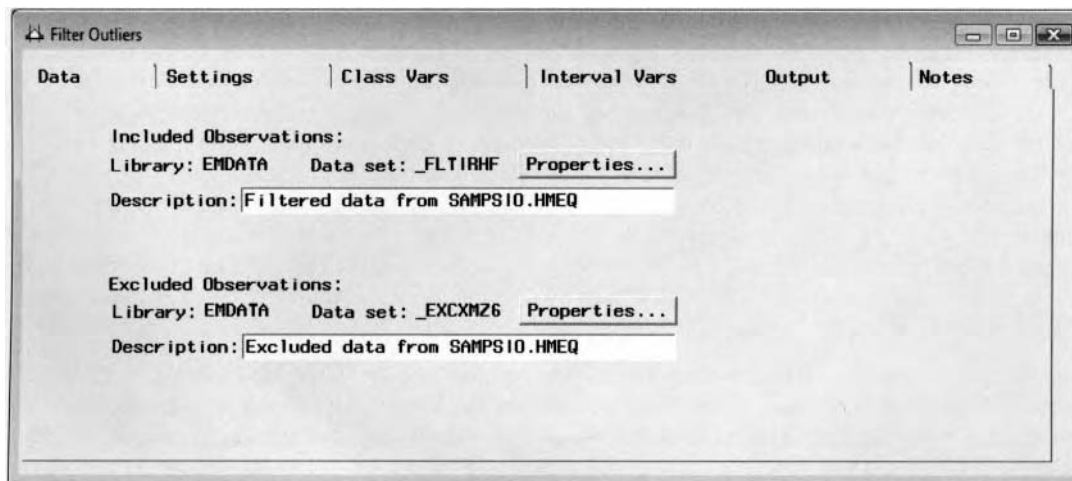 Filter Outliers
Data Settings Class Vars Interval Vars Output Notes
Included Observations:
Library: EMDATA Data set: _FLTIRHF Properties...
Description: Filtered data from SAMPSIO.HMEQ
Excluded Observations:
Library: EMDATA Data set: _EXCXMZ6 Properties...
Description: Excluded data from SAMPSIO.HMEQ